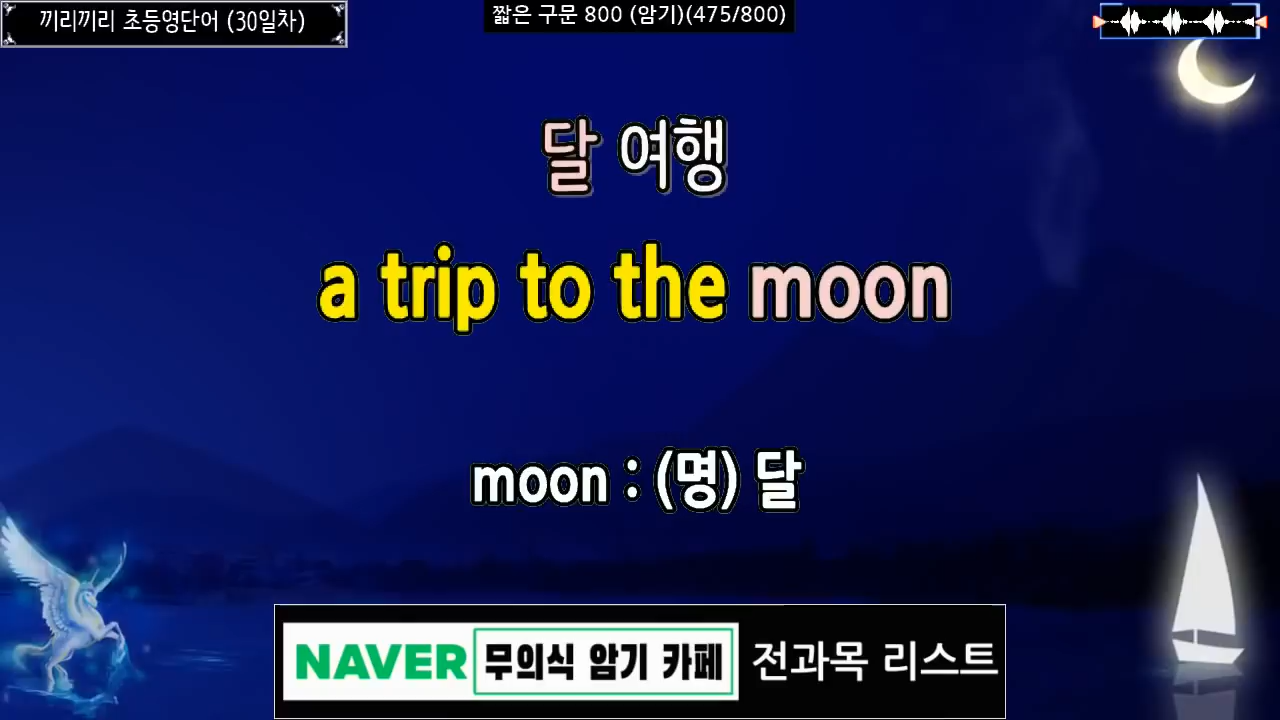 끼리끼리 초등영단어 (30일차)
짧은 구문 800 (암기)(475/800)
달 여행
a trip to the moon
moon : (명) 달
NAVER 무의식 암기 카페 전과목 리스트